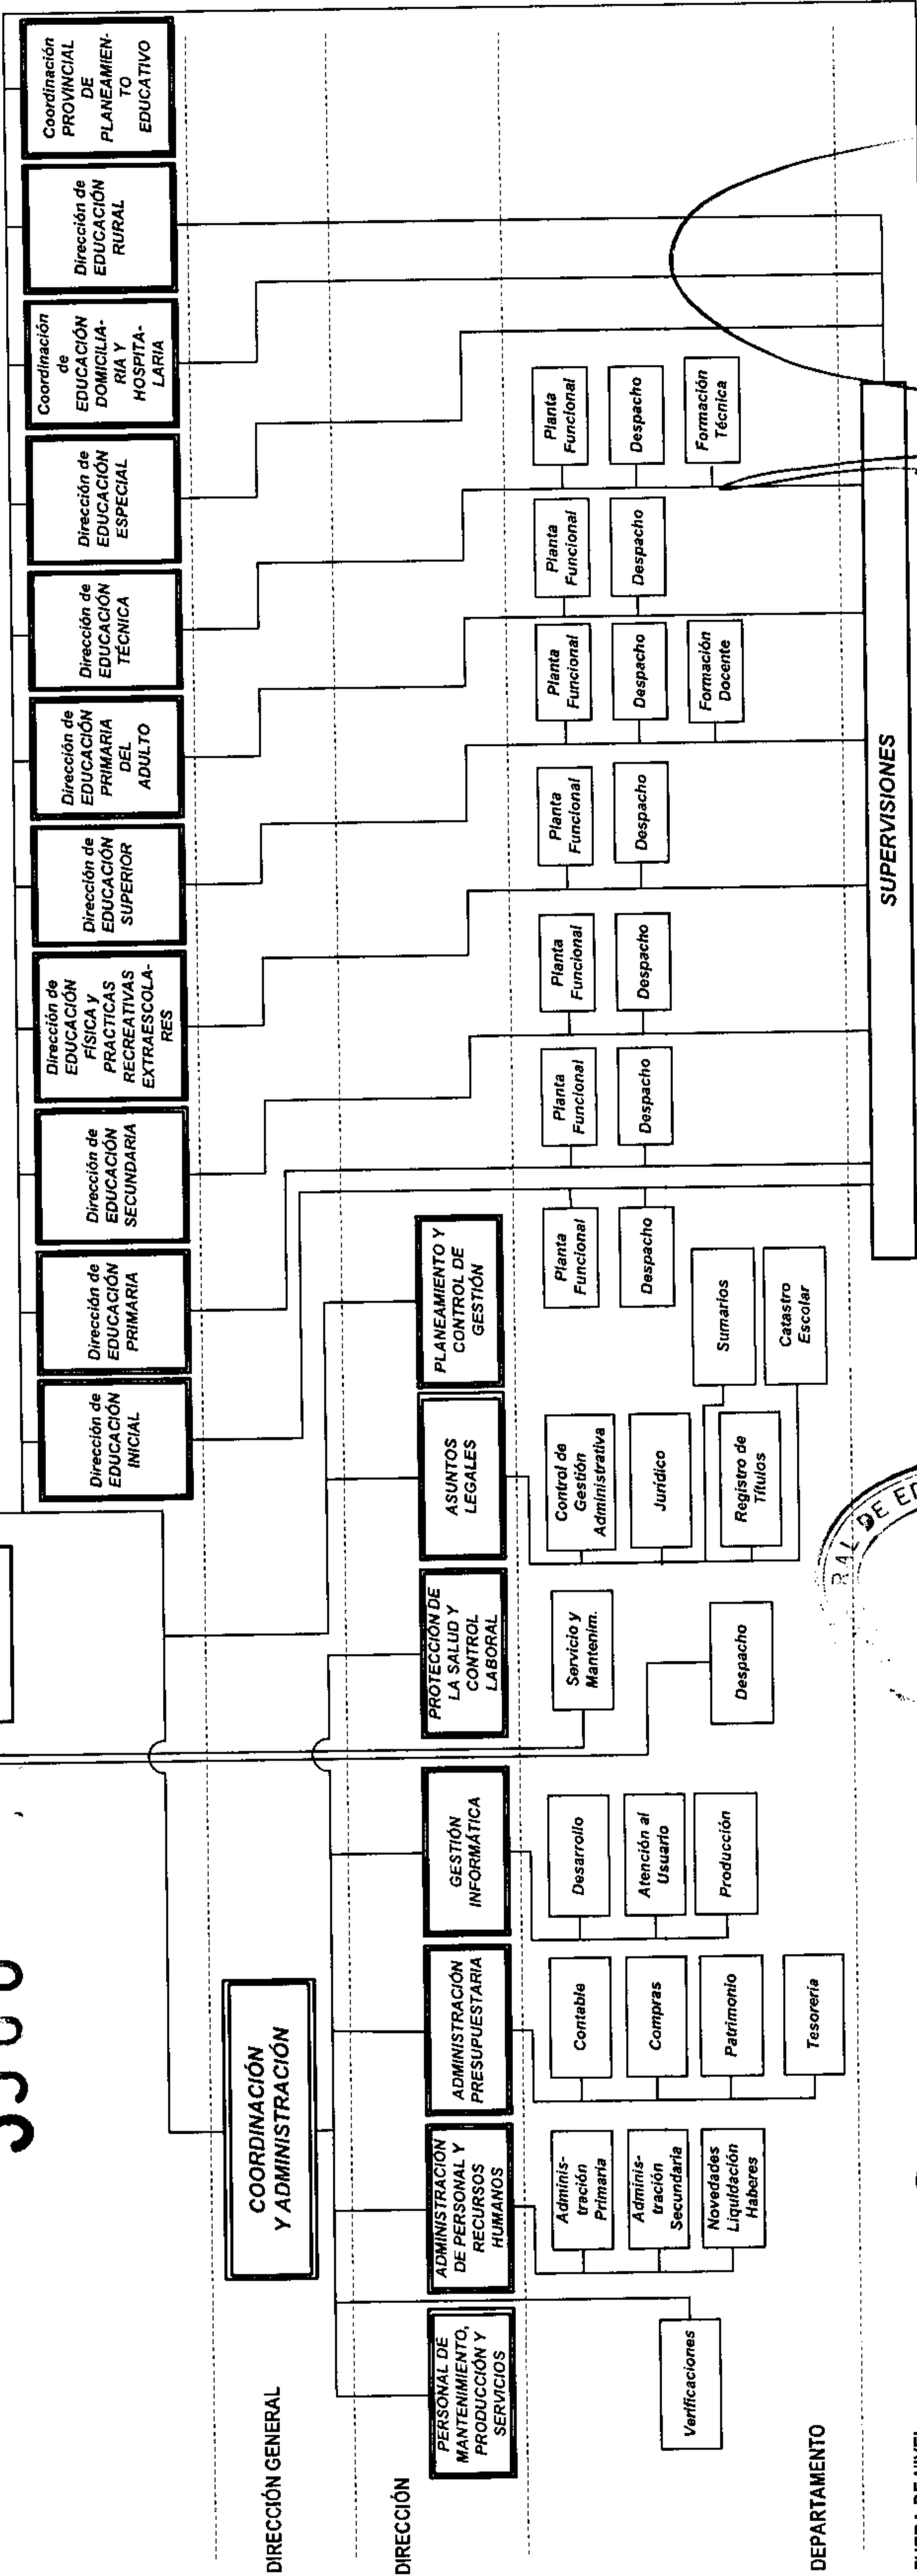 Coordinación
PROVINCIAL
DE
PLANEAMIEN-
TO
EDUCATIVO
Dirección de
EDUCACIÓN
RURAL
Coordinación
de
EDUCACIÓN
DOMICILIA-
RIA Y
HOSPITA-
LARIA
Dirección de
EDUCACIÓN
ESPECIAL
Dirección de
EDUCACIÓN
TÉCNICA
Dirección de
EDUCACIÓN
PRIMARIA
DEL
ADULTO
Dirección de
EDUCACIÓN
SUPERIOR
Dirección de
EDUCACIÓN
FÍSICA y
PRACTICAS
RECREATIVAS
EXTRAESCOLA-
RES
Dirección de
EDUCACIÓN
SECUNDARIA
Dirección de
EDUCACIÓN
PRIMARIA
Dirección de
EDUCACIÓN
INICIAL
DIRECCIÓN GENERAL
COORDINACIÓN
Y ADMINISTRACIÓN
DIRECCIÓN
PERSONAL DE
MANTENIMIENTO,
PRODUCCIÓN Y
SERVICIOS
ADMINISTRACIÓN
DE PERSONAL Y
RECURSOS
HUMANOS
ADMINISTRACIÓN
PRESUPUESTARIA
GESTIÓN
INFORMÁTICA
PROTECCIÓN DE
LA SALUD Y
CONTROL
LABORAL
ASUNTOS
LEGALES
PLANEAMIENTO Y
CONTROL DE
GESTIÓN
Verificaciones
Adminis-
tración
Primaria
Adminis-
tración
Secundaria
Novedades
Liquidación
Haberes
Contable
Compras
Patrimonio
Tesorería
Desarrollo
Atención al
Usuario
Producción
Servicio y
Mantenim.
Despacho
Control de
Gestión
Administrativa
Jurídico
Registro de
Títulos
Sumarios
Catastro
Escolar
Planta
Funcional
Despacho
Planta
Funcional
Despacho
Planta
Funcional
Despacho
Planta
Funcional
Despacho
Planta
Funcional
Despacho
Formación
Docente
Planta
Funcional
Despacho
Planta
Funcional
Despacho
Formación
Técnica
DEPARTAMENTO
SUPERVISIONES
RAL DE ED